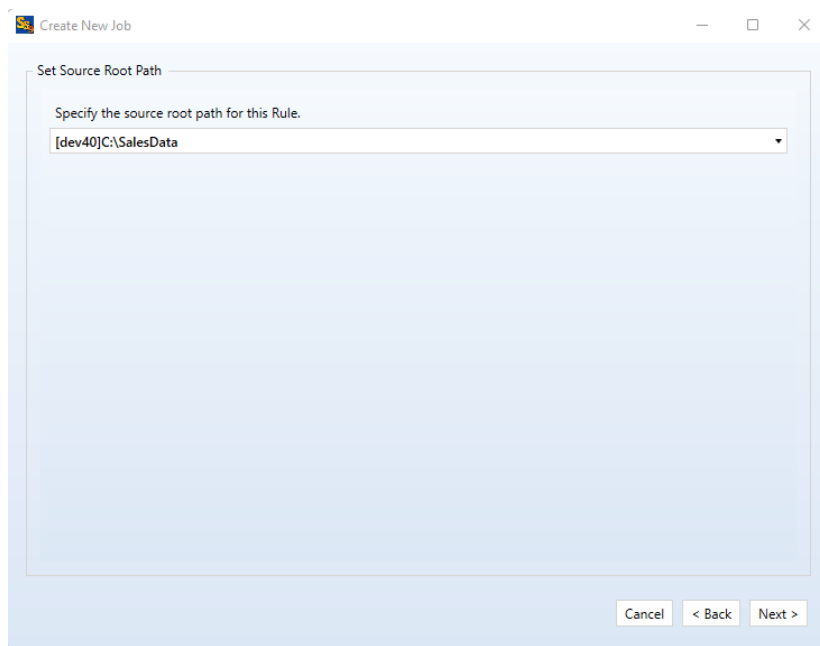 Create New Job
Set Source Root Path
Specify the source root path for this Rule.
[dev40]C:\SalesData
Cancel
< Back
Next >